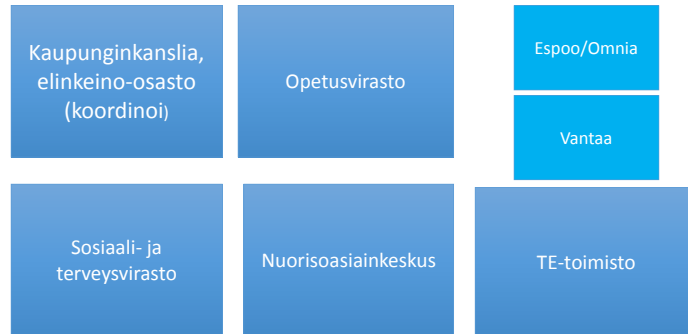 Kaupunginkanslia,
elinkeino-osasto
(koordinoi)
Opetusvirasto
Espoo/Omnia
Vantaa
Sosiaali- ja
terveysvirasto
Nuorisoasiainkeskus
TE-toimisto